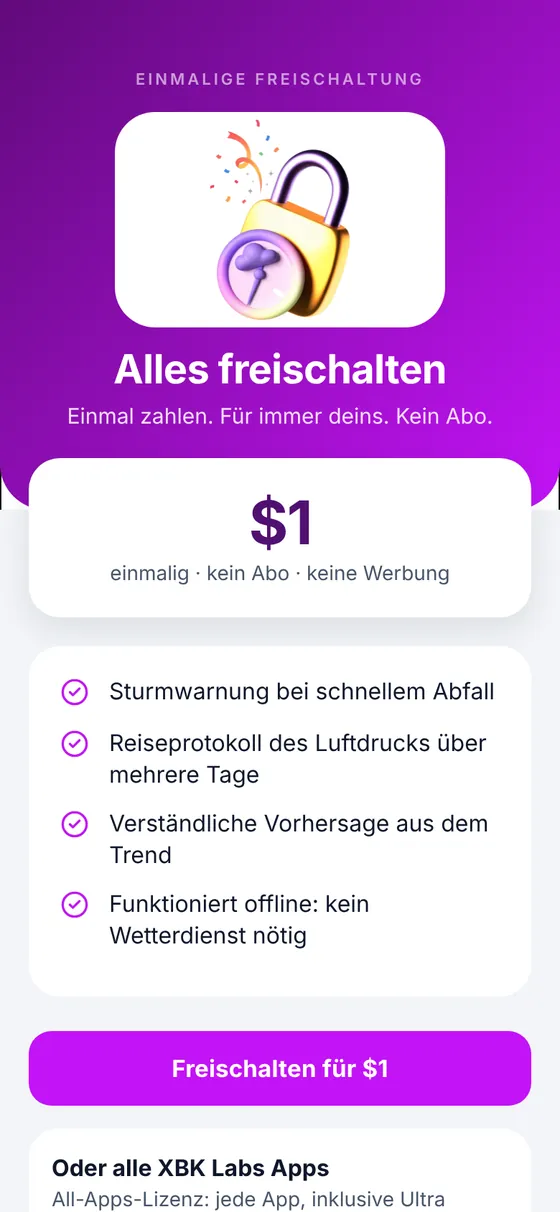 EINMALIGE FREISCHALTUNG
Alles freischalten
Einmal zahlen. Für immer deins. Kein Abo.
$1
einmalig · kein Abo · keine Werbung
Sturmwarnung bei schnellem Abfall
Reiseprotokoll des Luftdrucks über
mehrere Tage
Verständliche Vorhersage aus dem
Trend
Funktioniert offline: kein
Wetterdienst nötig
Freischalten für $1
Oder alle XBK Labs Apps
All-Apps-Lizenz: jede App, inklusive Ultra